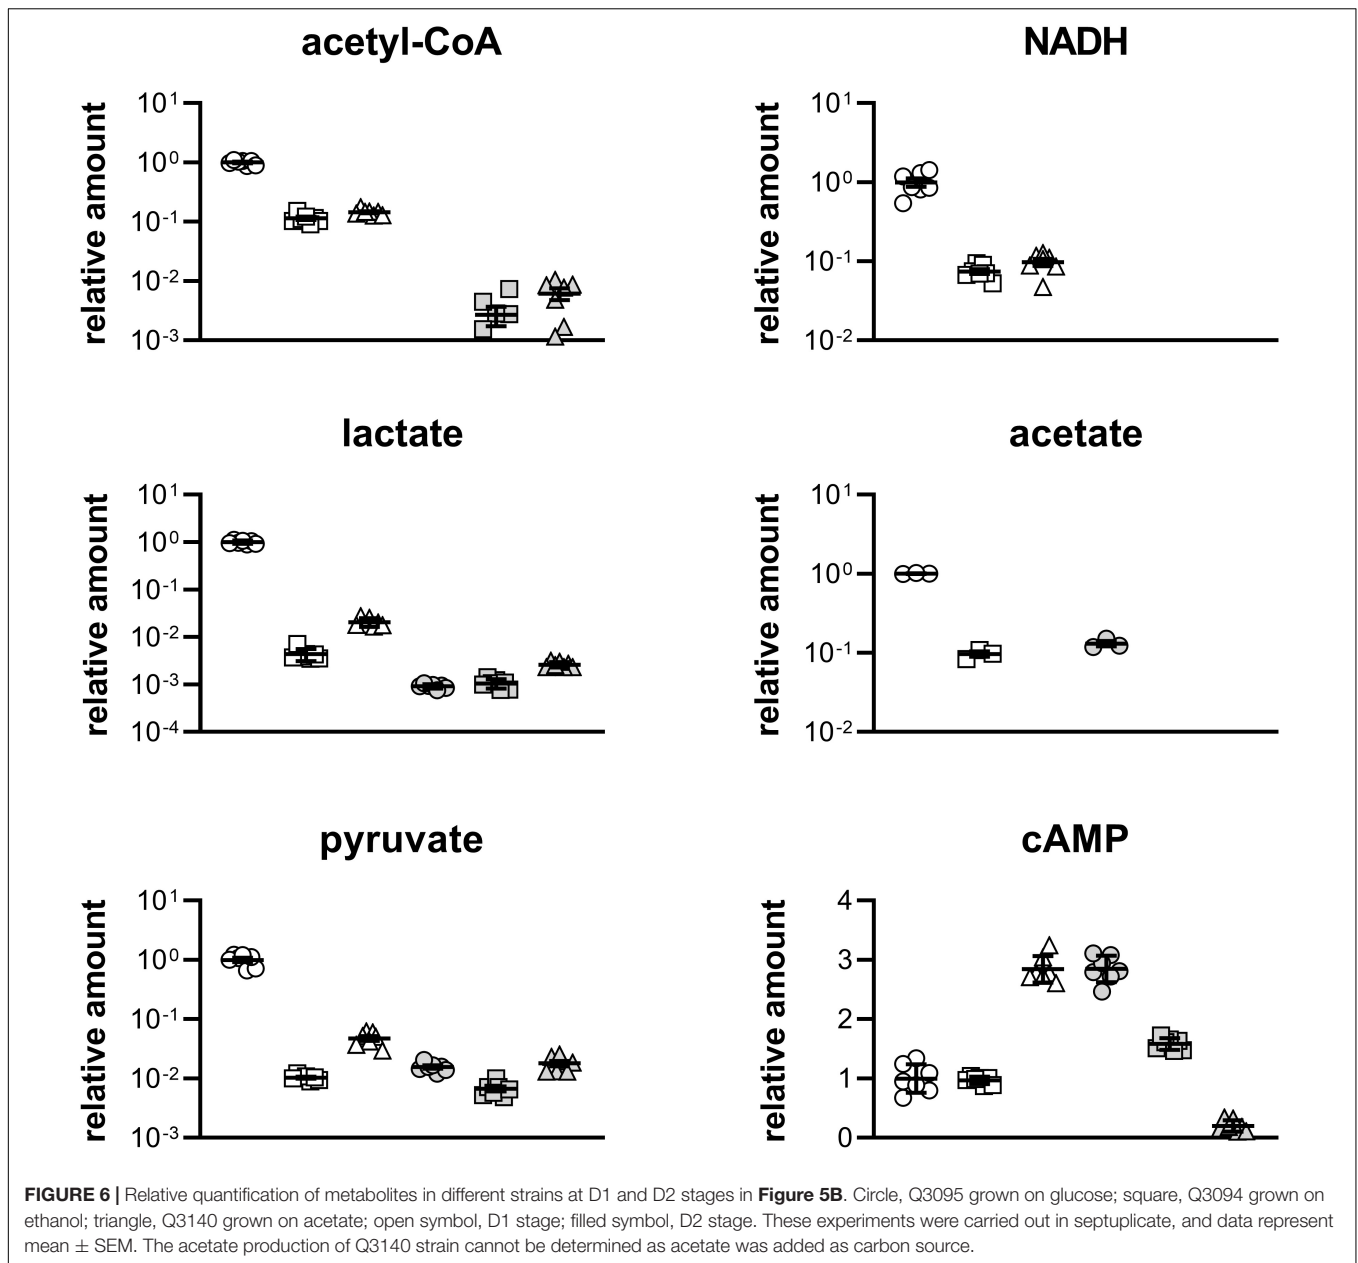 acetyl-CoA
relative amount
10¹
10⁰
10⁻¹
10⁻²
10⁻³
NADH
relative amount
10¹
10⁰
10⁻¹
10⁻²
lactate
relative amount
10¹
10⁰
10⁻¹
10⁻²
10⁻³
10⁻⁴
acetate
relative amount
10¹
10⁰
10⁻¹
10⁻²
pyruvate
relative amount
10¹
10⁰
10⁻¹
10⁻²
10⁻³
cAMP
relative amount
4
3
2
1
0
FIGURE 6 | Relative quantification of metabolites in different strains at D1 and D2 stages in Figure 5B. Circle, Q3095 grown on glucose; square, Q3094 grown on
ethanol; triangle, Q3140 grown on acetate; open symbol, D1 stage; filled symbol, D2 stage. These experiments were carried out in septuplicate, and data represent
mean ± SEM. The acetate production of Q3140 strain cannot be determined as acetate was added as carbon source.